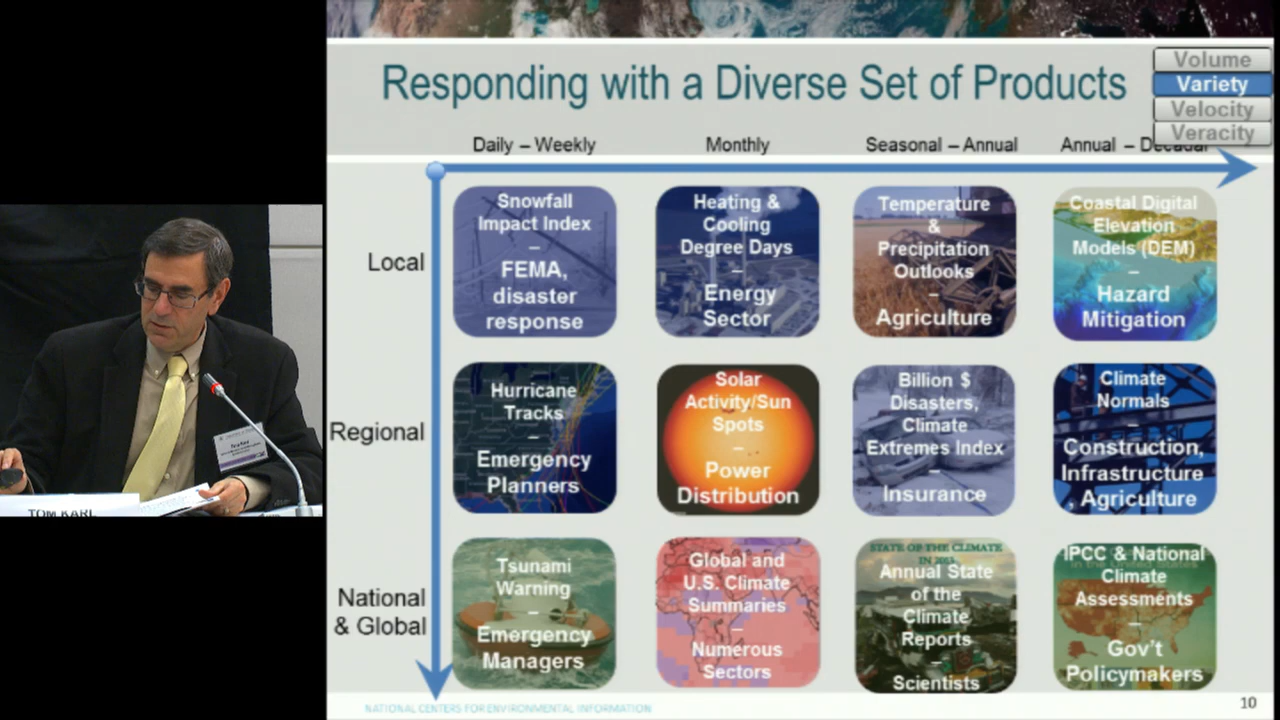 Responding with a Diverse Set of Products
Volume
Variety
Velocity
Veracity
Daily – Weekly
Monthly
Seasonal – Annual
Annual – Decadal
Local
Snowfall
Impact Index
–
FEMA,
disaster
response
Heating &
Cooling
Degree Days
–
Energy
Sector
Temperature
&
Precipitation
Outlooks
–
Agriculture
Coastal Digital
Elevation
Models (DEM)
–
Hazard
Mitigation
Regional
Hurricane
Tracks
–
Emergency
Planners
Solar
Activity/Sun
Spots
–
Power
Distribution
Billion $
Disasters,
Climate
Extremes Index
–
Insurance
Climate
Normals
–
Construction,
Infrastructure
, Agriculture
National
& Global
Tsunami
Warning
–
Emergency
Managers
Global and
U.S. Climate
Summaries
–
Numerous
Sectors
STATE OF THE CLIMATE
Annual State
of the
Climate
Reports
–
Scientists
IPCC & National
Climate
Assessments
–
Gov't
Policymakers
NATIONAL CENTERS FOR ENVIRONMENTAL INFORMATION
10
TOM KARL